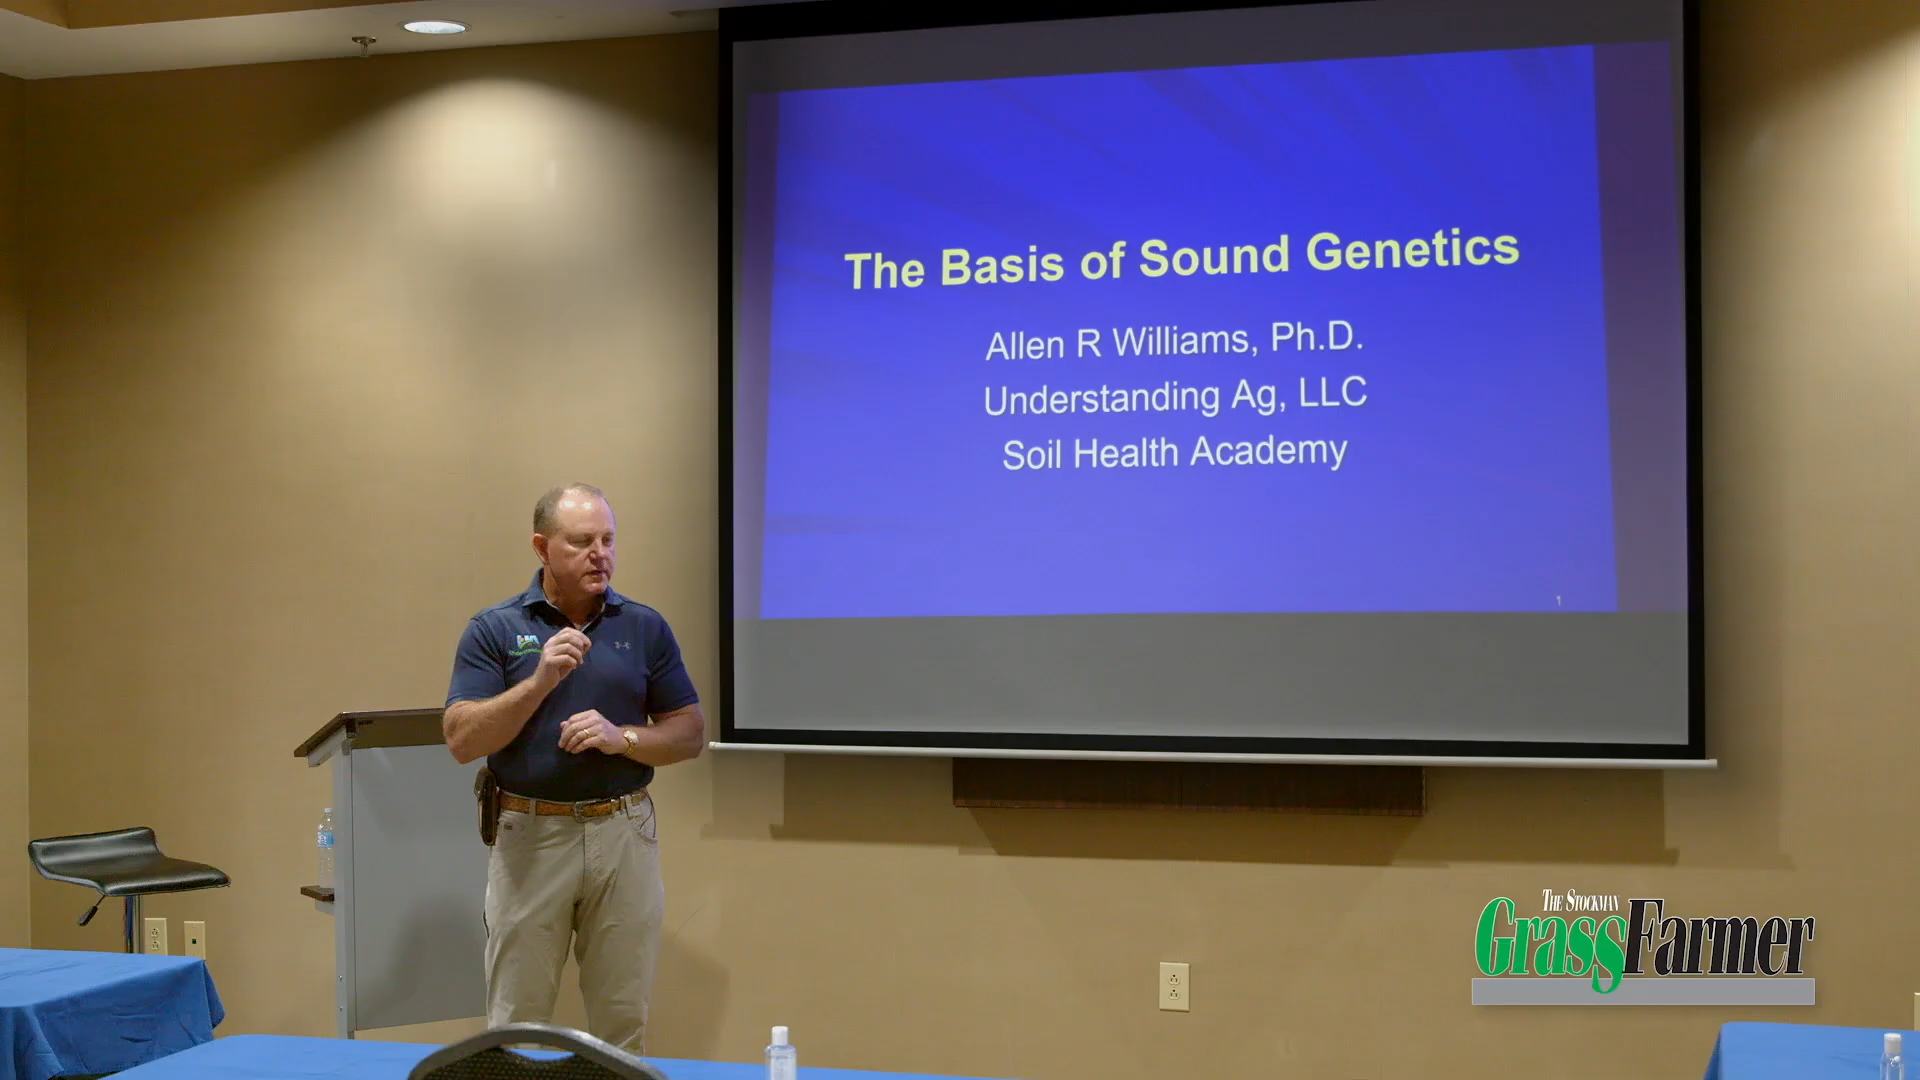 The Basis of Sound Genetics
Allen R Williams, Ph.D.
Understanding Ag, LLC
Soil Health Academy
1
THE STOCKMAN
GrassFarmer